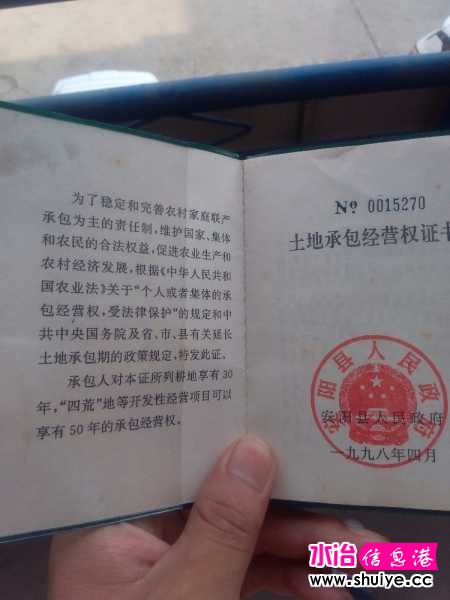 为了稳定和完善农村家庭联产
承包为主的责任制，维护国家、集体
和农民的合法权益，促进农业生产和
农村经济发展，根据《中华人民共和
国农业法》关于“个人或者集体的承
包经营权，受法律保护”的规定和中
共中央国务院及省、市、县有关延长
土地承包期的政策规定，特发此证。
承包人对本证所列耕地享有30
年，“四荒”地等开发性经营项目可以
享有50年的承包经营权。
№ 0015270
土地承包经营权证书
安阳县人民政府
安阳县人民政府
一九九八年四月
水冶信息港
www.shuiye.cc